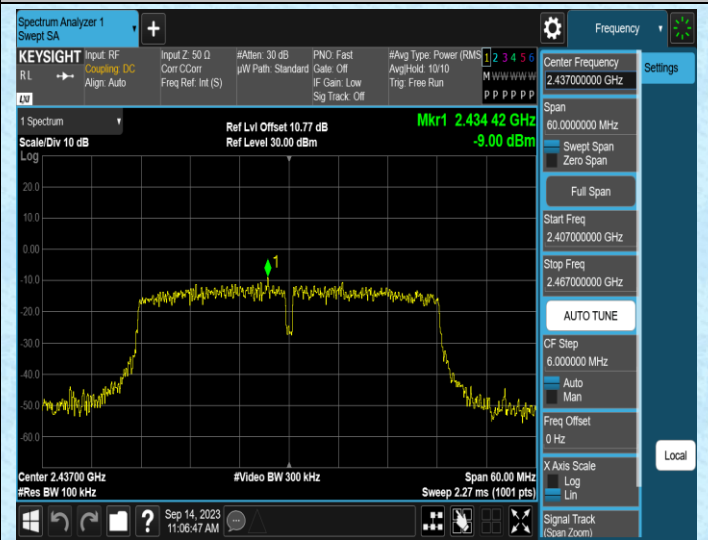 Spectrum Analyzer 1
Swept SA
+
Frequency
KEYSIGHT
RL
LXI
Input: RF
Coupling: DC
Align: Auto
Input Z: 50 Ω
Corr CCorr
Freq Ref: Int (S)
#Atten: 30 dB
µW Path: Standard
PNO: Fast
Gate: Off
IF Gain: Low
Sig Track: Off
#Avg Type: Power (RMS
Avg|Hold: 10/10
Trig: Free Run
1 2 3 4 5 6
M W W W W W
P P P P P P
1 Spectrum
Scale/Div 10 dB
Log
Ref Lvl Offset 10.77 dB
Ref Level 30.00 dBm
Mkr1 2.434 42 GHz
-9.00 dBm
20.0
10.0
0.00
1
-10.0
-20.0
-30.0
-40.0
-50.0
-60.0
Center 2.43700 GHz
#Res BW 100 kHz
#Video BW 300 kHz
Span 60.00 MHz
Sweep 2.27 ms (1001 pts)
Center Frequency
2.437000000 GHz
Settings
Span
60.0000000 MHz
Swept Span
Zero Span
Full Span
Start Freq
2.407000000 GHz
Stop Freq
2.467000000 GHz
AUTO TUNE
CF Step
6.000000 MHz
Auto
Man
Freq Offset
0 Hz
X Axis Scale
Log
Lin
Signal Track
(Span Zoom)
Local
?
Sep 14, 2023
11:06:47 AM